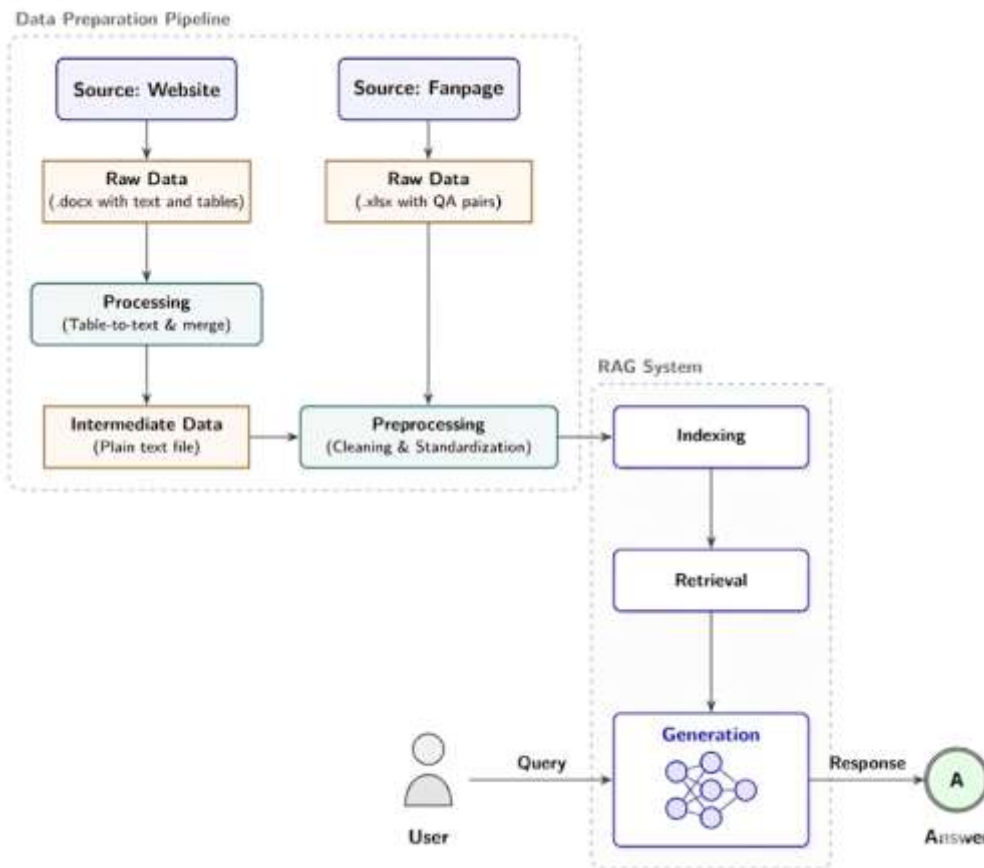 Data Preparation Pipeline
Source: Website
Source: Fanpage
Raw Data
(.docx with text and tables)
Raw Data
(.xlsx with QA pairs)
Processing
(Table-to-text & merge)
RAG System
Intermediate Data
(Plain text file)
Preprocessing
(Cleaning & Standardization)
Indexing
Retrieval
Generation
Query
Response
A
User
Answer